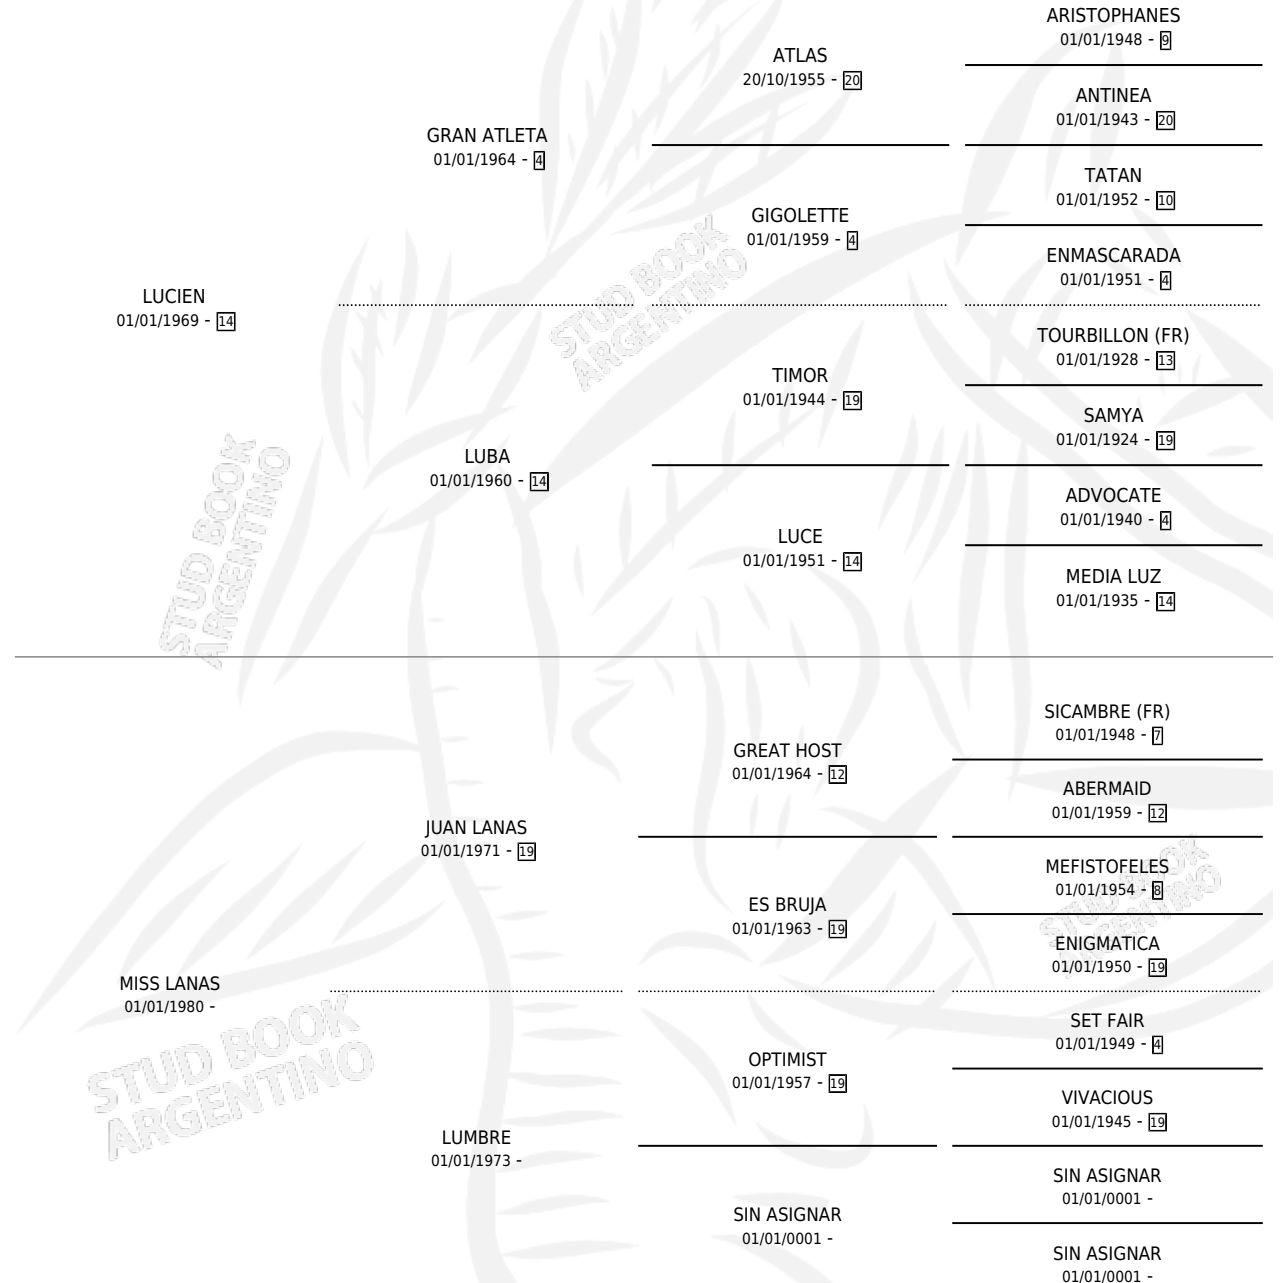 ARISTOPHANES
01/01/1948 - 9
ATLAS
20/10/1955 - 20
ANTINEA
01/01/1943 - 20
GRAN ATLETA
01/01/1964 - 4
TATAN
01/01/1952 - 10
GIGOLETTE
01/01/1959 - 4
ENMASCARADA
01/01/1951 - 4
LUCIEN
01/01/1969 - 14
STUD BOOK
ARGENTINO
TOURBILLON (FR)
01/01/1928 - 13
TIMOR
01/01/1944 - 19
SAMYA
01/01/1924 - 19
LUBA
01/01/1960 - 14
ADVOCATE
01/01/1940 - 4
LUCE
01/01/1951 - 14
MEDIA LUZ
01/01/1935 - 14
STUD BOOK
ARGENTINO
SICAMBRE (FR)
01/01/1948 - 7
GREAT HOST
01/01/1964 - 12
ABERMAID
01/01/1959 - 12
JUAN LANAS
01/01/1971 - 19
MEFISTOFELES
01/01/1954 - 8
ES BRUJA
01/01/1963 - 19
STUD BOOK
ARGENTINO
ENIGMATICA
01/01/1950 - 19
MISS LANAS
01/01/1980 -
SET FAIR
01/01/1949 - 4
OPTIMIST
01/01/1957 - 19
STUD BOOK
ARGENTINO
VIVACIOUS
01/01/1945 - 19
LUMBRE
01/01/1973 -
SIN ASIGNAR
01/01/0001 -
SIN ASIGNAR
01/01/0001 -
SIN ASIGNAR
01/01/0001 -